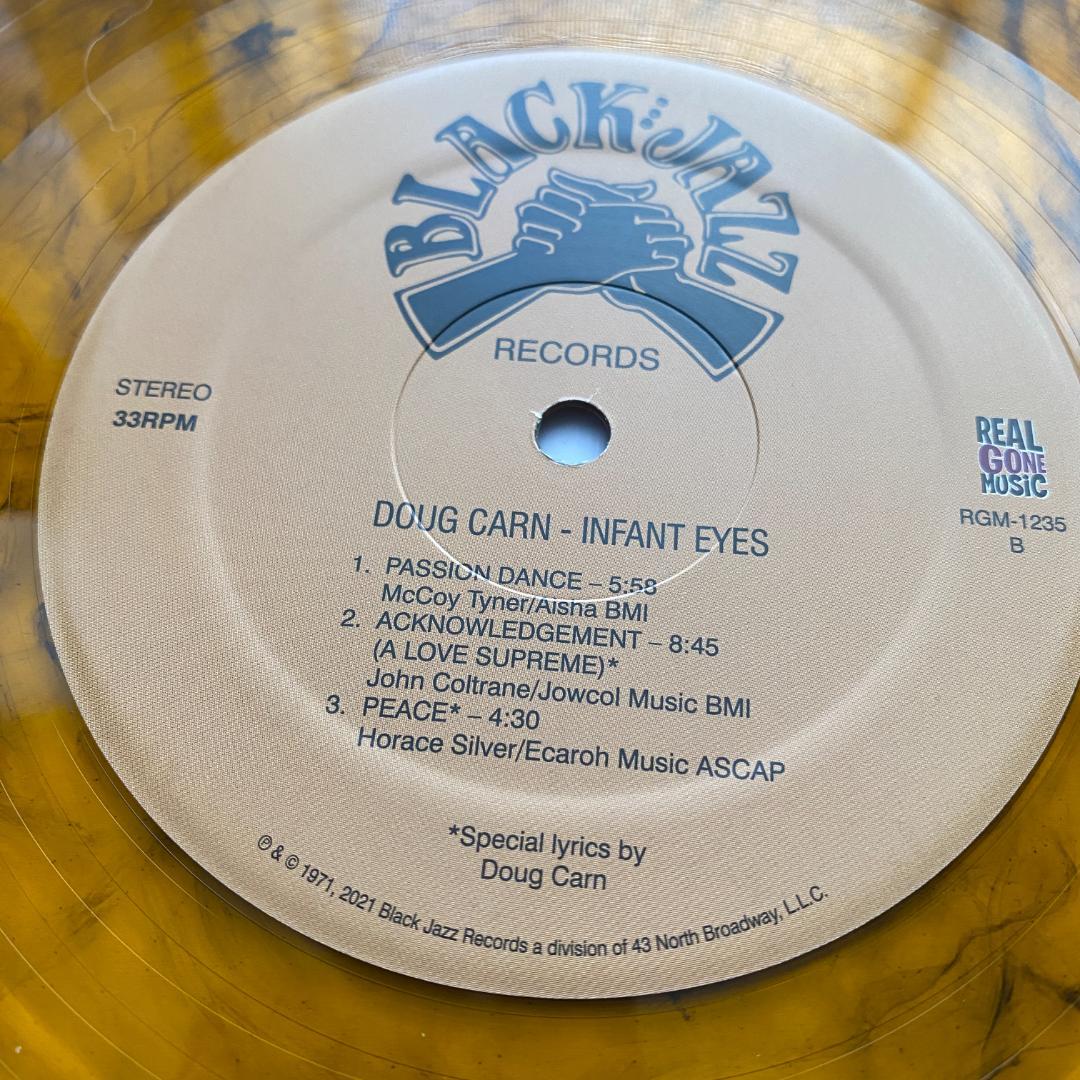 BLACK JAZZ
RECORDS
STEREO
33RPM
REAL
GONE
MUSIC
RGM-1235
B
DOUG CARN - INFANT EYES
1. PASSION DANCE – 5:58
McCoy Tyner/Aisha BMI
2. ACKNOWLEDGEMENT – 8:45
(A LOVE SUPREME)*
John Coltrane/Jowcol Music BMI
3. PEACE* – 4:30
Horace Silver/Ecaroh Music ASCAP
*Special lyrics by
Doug Carn
℗ & © 1971, 2021 Black Jazz Records a division of 43 North Broadway, L.L.C.